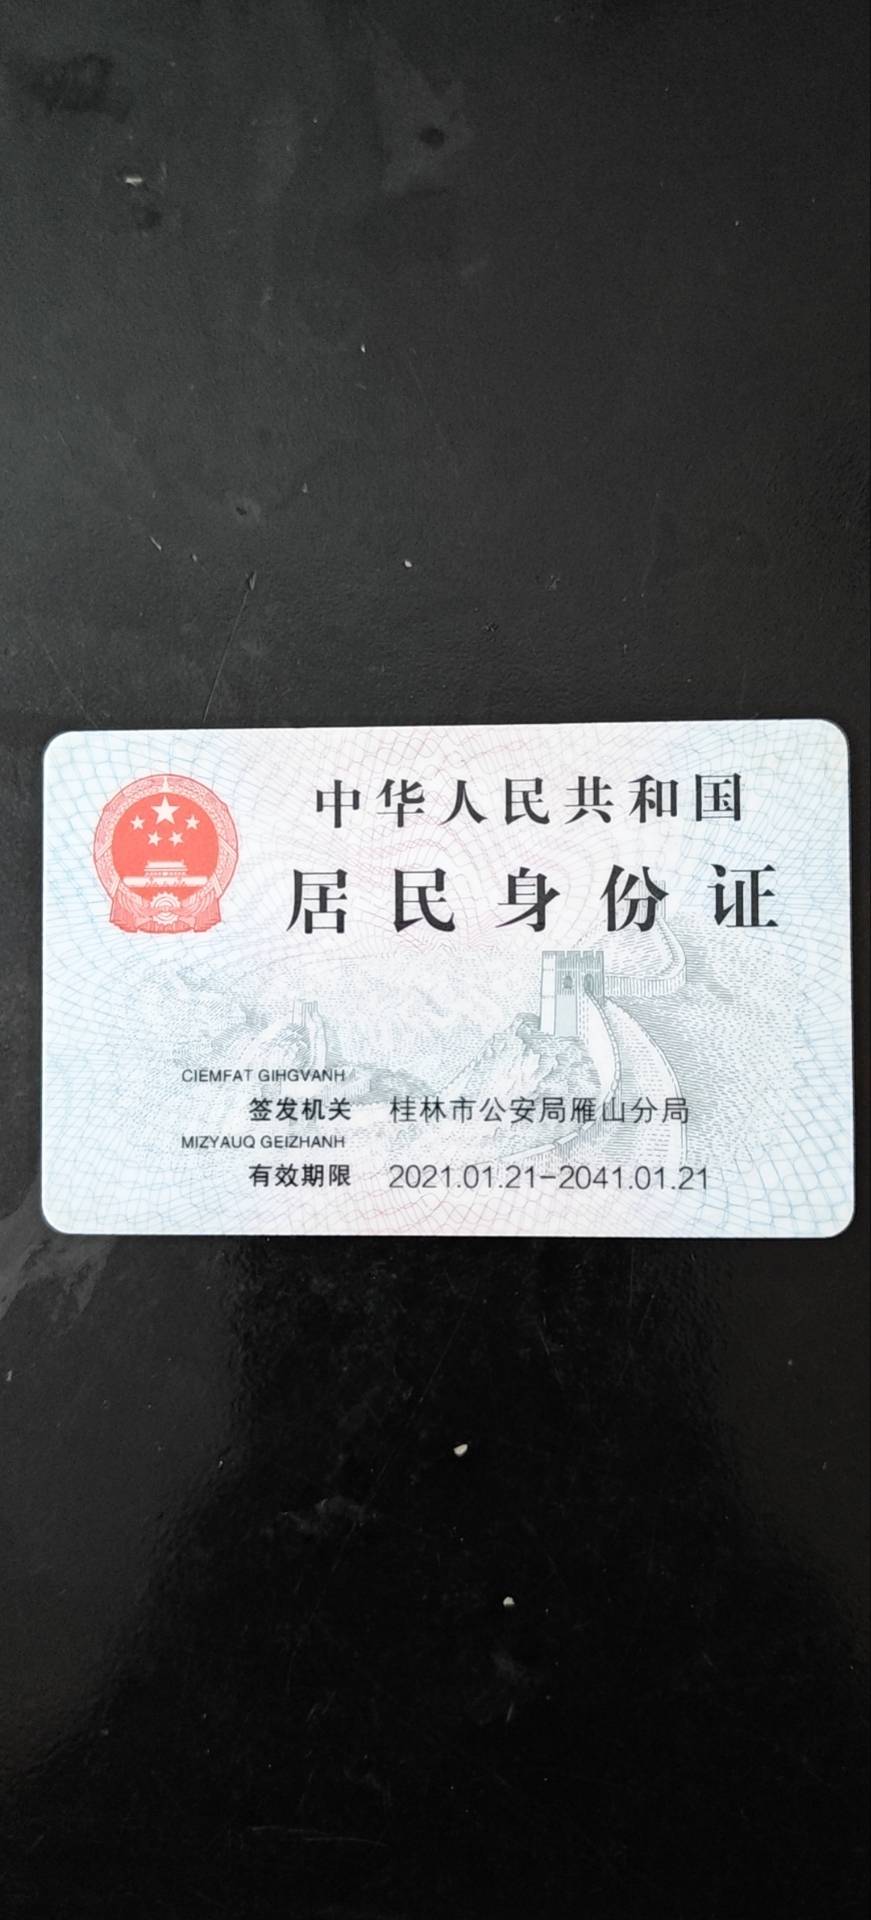 中华人民共和国
居民身份证
CIEMFAT GIHGVANH
签发机关 桂林市公安局雁山分局
MIZYAUQ GEIZHANH
有效期限 2021.01.21-2041.01.21